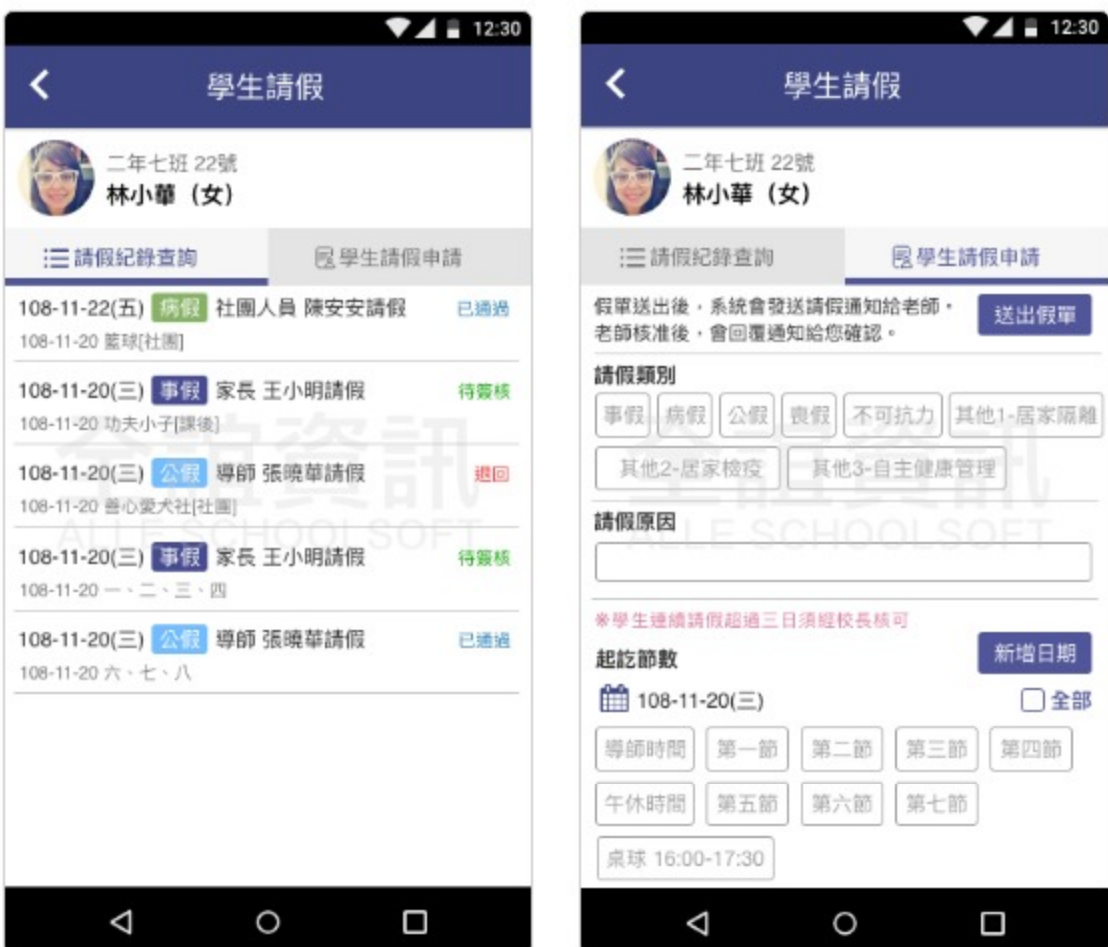 12:30
學生請假
二年七班 22號
林小華（女）
請假紀錄查詢 學生請假申請
108-11-22(五) 病假 社團人員 陳安安請假 已通過
108-11-20 籃球[社團]
108-11-20(三) 事假 家長 王小明請假 待簽核
108-11-20 功夫小子[課後]
108-11-20(三) 公假 導師 張曉華請假 退回
108-11-20 善心愛犬社[社團]
108-11-20(三) 事假 家長 王小明請假 待簽核
108-11-20 一、二、三、四
108-11-20(三) 公假 導師 張曉華請假 已通過
108-11-20 六、七、八
全誼資訊
ALLE SCHOOLSOFT
12:30
學生請假
二年七班 22號
林小華（女）
請假紀錄查詢 學生請假申請
假單送出後，系統會發送請假通知給老師。
老師核准後，會回覆通知給您確認。
送出假單
請假類別
事假 病假 公假 喪假 不可抗力 其他1-居家隔離
其他2-居家檢疫 其他3-自主健康管理
請假原因
※學生連續請假超過三日須經校長核可
起訖節數 新增日期
108-11-20(三) 全部
導師時間 第一節 第二節 第三節 第四節
午休時間 第五節 第六節 第七節
桌球 16:00-17:30
全誼資訊
ALLE SCHOOLSOFT